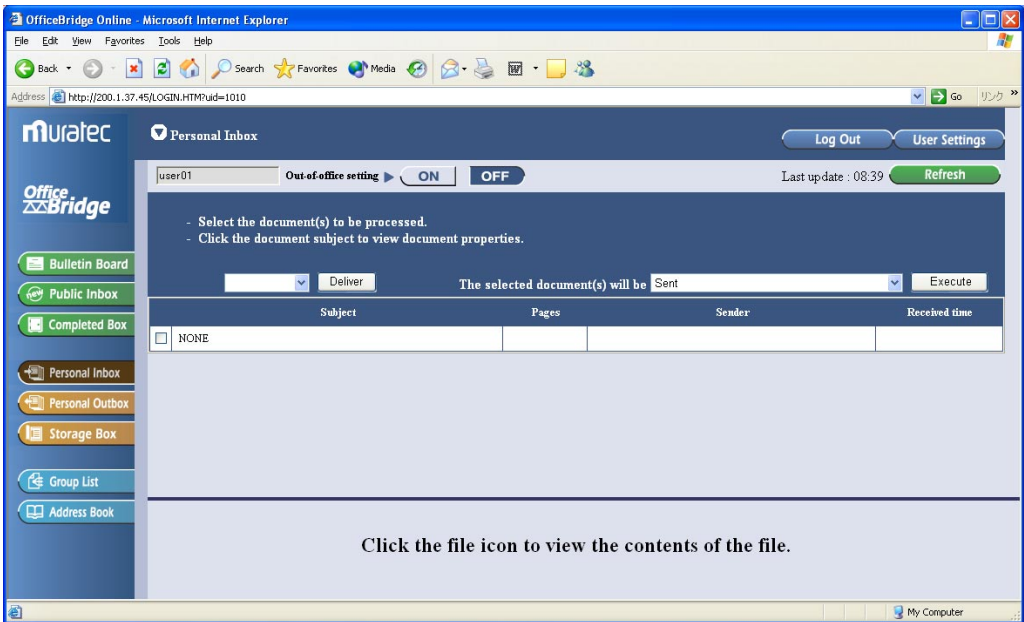 OfficeBridge Online - Microsoft Internet Explorer
File Edit View Favorites Tools Help
Back Search Favorites Media
Address http://200.1.37.45/LOGIN.HTM?uid=1010 Go リンク »
muratec Personal Inbox Log Out User Settings
user01 Out-of-office setting ON OFF Last update : 08:39 Refresh
Office
Bridge
- Select the document(s) to be processed.
- Click the document subject to view document properties.
Deliver The selected document(s) will be Sent Execute
Subject Pages Sender Received time
NONE
Bulletin Board
NEW Public Inbox
Completed Box
Personal Inbox
Personal Outbox
Storage Box
Group List
Address Book
Click the file icon to view the contents of the file.
My Computer